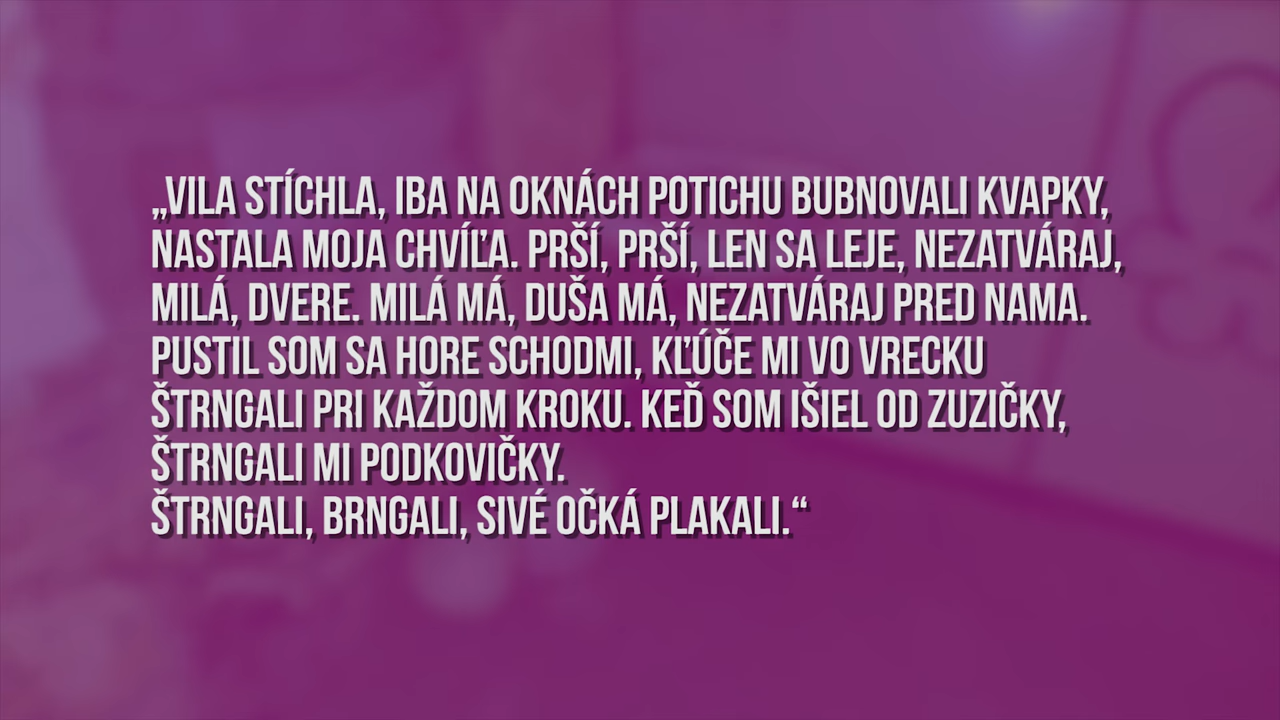 „VILA STÍCHLA, IBA NA OKNÁCH POTICHU BUBNOVALI KVAPKY,
NASTALA MOJA CHVÍĽA. PRŠÍ, PRŠÍ, LEN SA LEJE, NEZATVÁRAJ,
MILÁ, DVERE. MILÁ MÁ, DUŠA MÁ, NEZATVÁRAJ PRED NAMA.
PUSTIL SOM SA HORE SCHODMI, KĽÚČE MI VO VRECKU
ŠTRNGALI PRI KAŽDOM KROKU. KEĎ SOM IŠIEL OD ZUZIČKY,
ŠTRNGALI MI PODKOVIČKY.
ŠTRNGALI, BRNGALI, SIVÉ OČKÁ PLAKALI.“